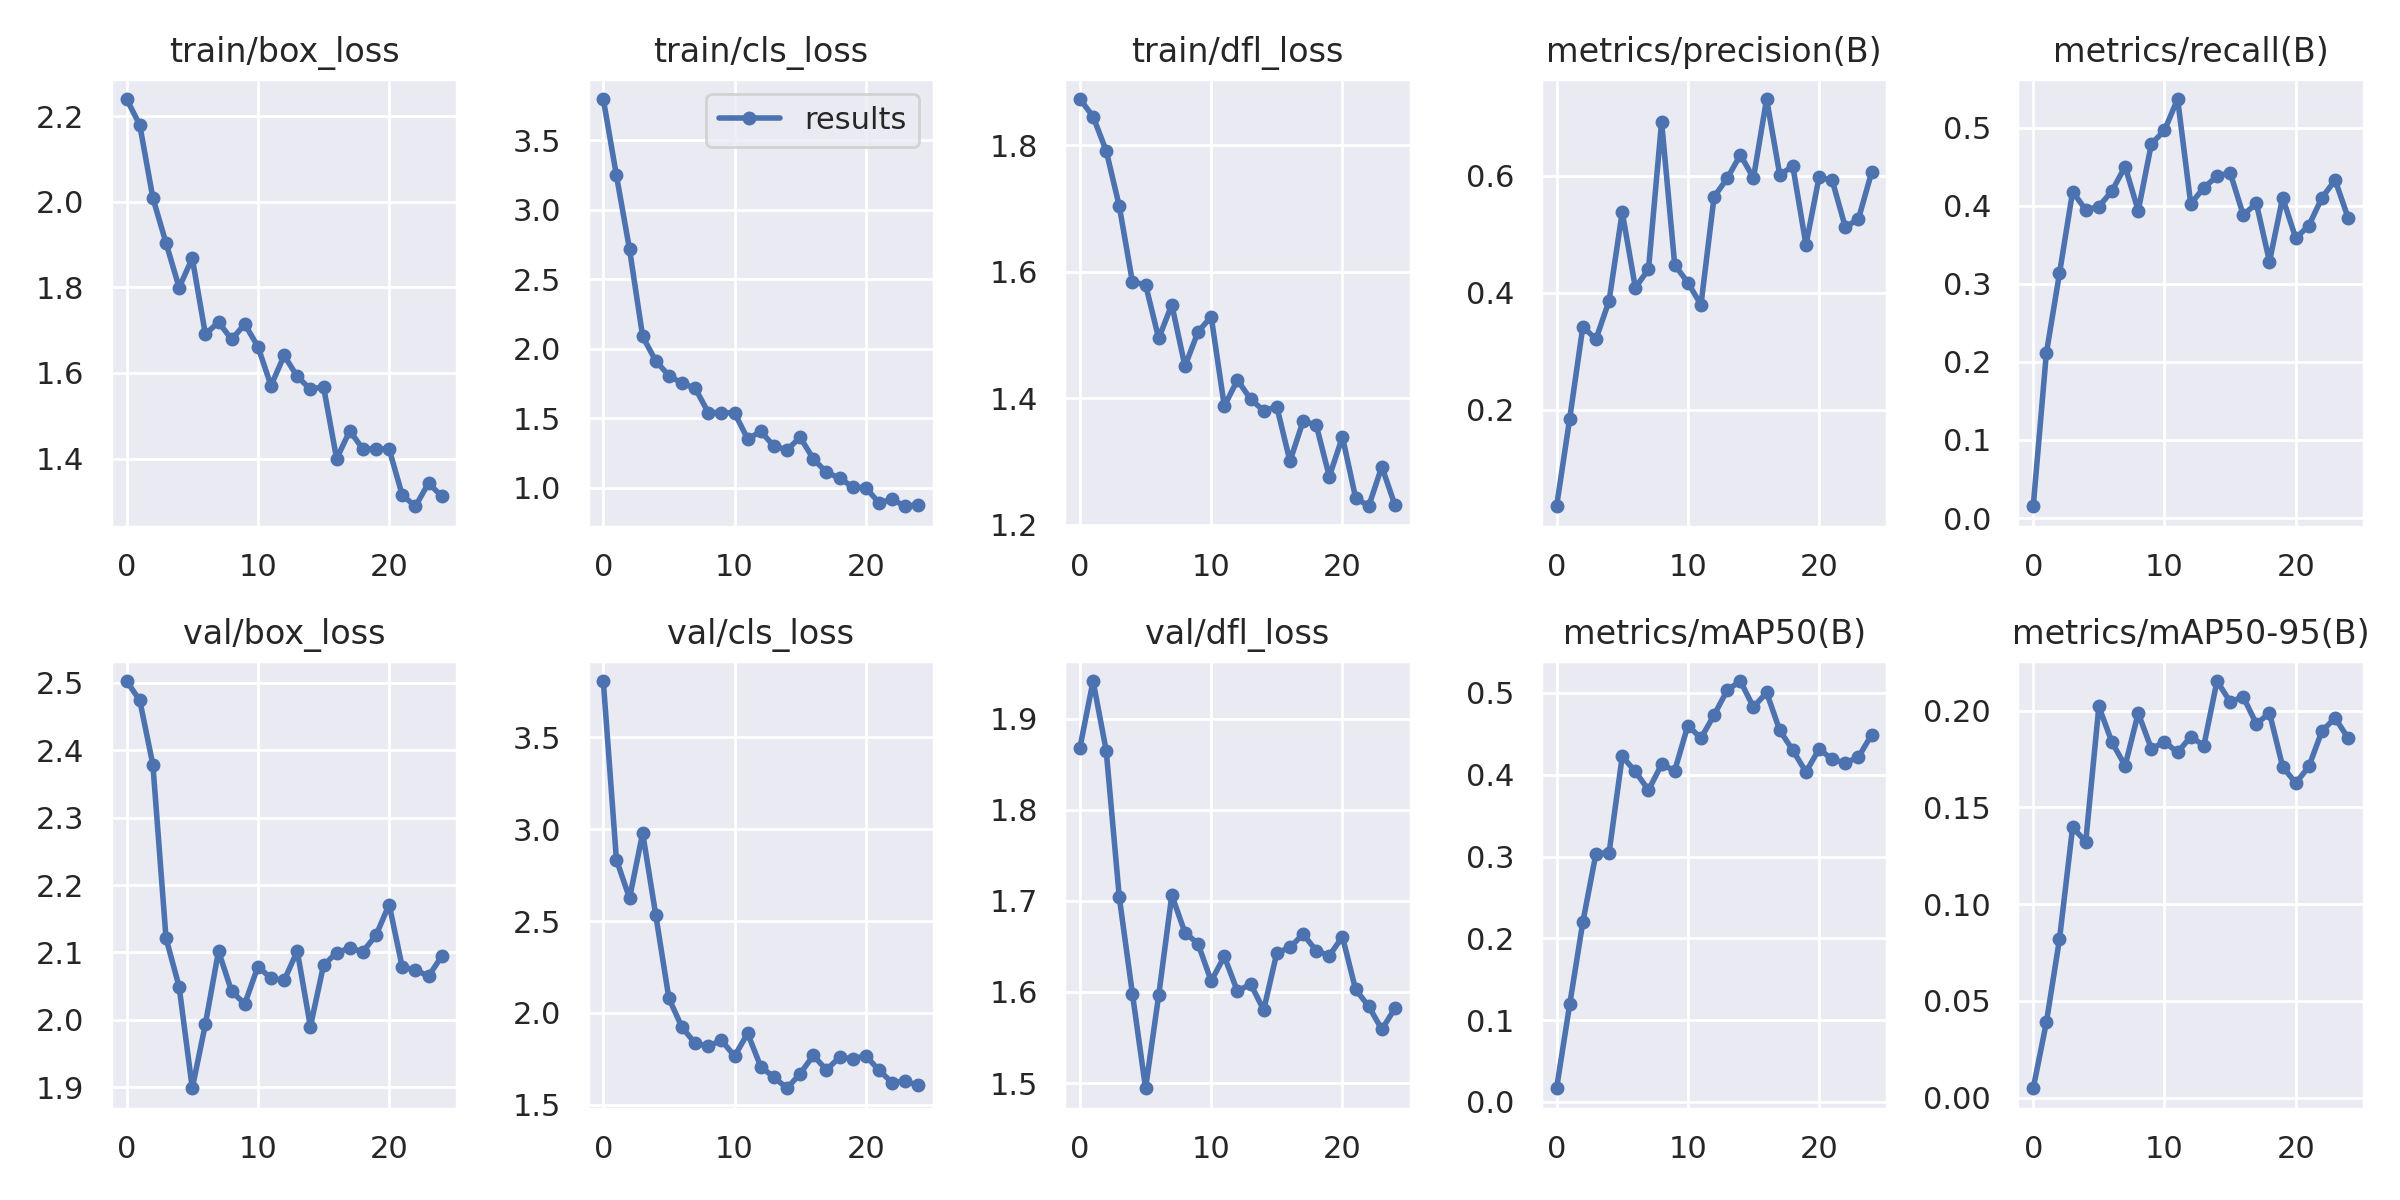 train/box_loss
train/cls_loss
train/dfl_loss
metrics/precision(B)
metrics/recall(B)
results
2.2
2.0
1.8
1.6
1.4
0 10 20
3.5
3.0
2.5
2.0
1.5
1.0
0 10 20
1.8
1.6
1.4
1.2
0 10 20
0.6
0.4
0.2
0 10 20
0.5
0.4
0.3
0.2
0.1
0.0
0 10 20
val/box_loss
val/cls_loss
val/dfl_loss
metrics/mAP50(B)
metrics/mAP50-95(B)
2.5
2.4
2.3
2.2
2.1
2.0
1.9
0 10 20
3.5
3.0
2.5
2.0
1.5
0 10 20
1.9
1.8
1.7
1.6
1.5
0 10 20
0.5
0.4
0.3
0.2
0.1
0.0
0 10 20
0.20
0.15
0.10
0.05
0.00
0 10 20